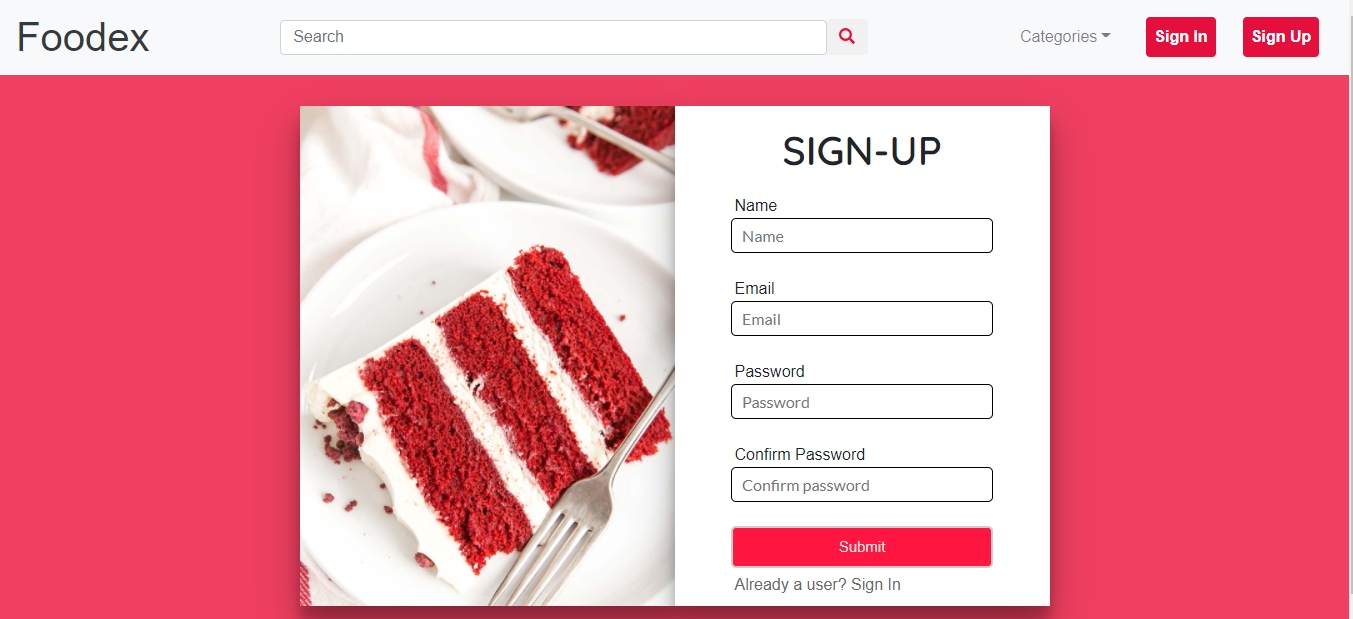 Foodex
Search
Categories
Sign In
Sign Up
SIGN-UP
Name
Name
Email
Email
Password
Password
Confirm Password
Confirm password
Submit
Already a user? Sign In